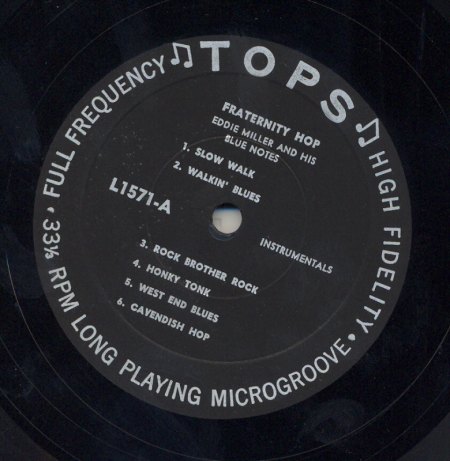 ♫ TOPS ♫
HIGH FIDELITY • 33⅓ RPM LONG PLAYING MICROGROOVE • FULL FREQUENCY
FRATERNITY HOP
EDDIE MILLER AND HIS
BLUE NOTES
1. SLOW WALK
2. WALKIN' BLUES
L1571-A
INSTRUMENTALS
3. ROCK BROTHER ROCK
4. HONKY TONK
5. WEST END BLUES
6. CAVENDISH HOP